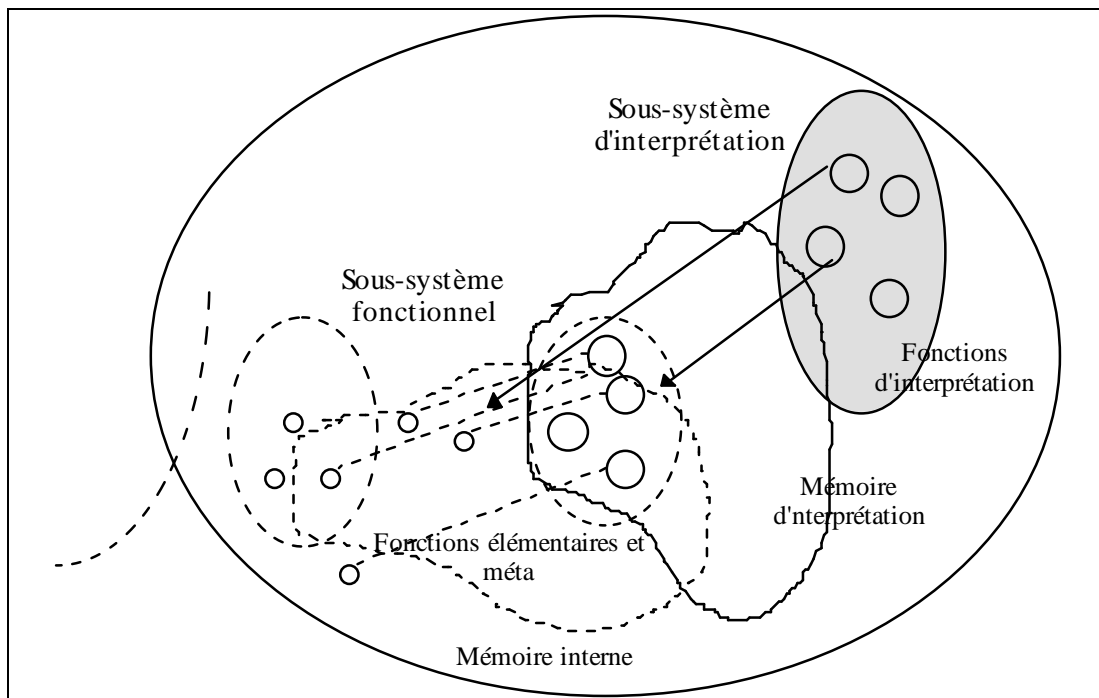 Sous-système
d'interprétation
Sous-système
fonctionnel
Fonctions
d'interprétation
Mémoire
d'nterprétation
Fonctions élémentaires et
méta
Mémoire interne